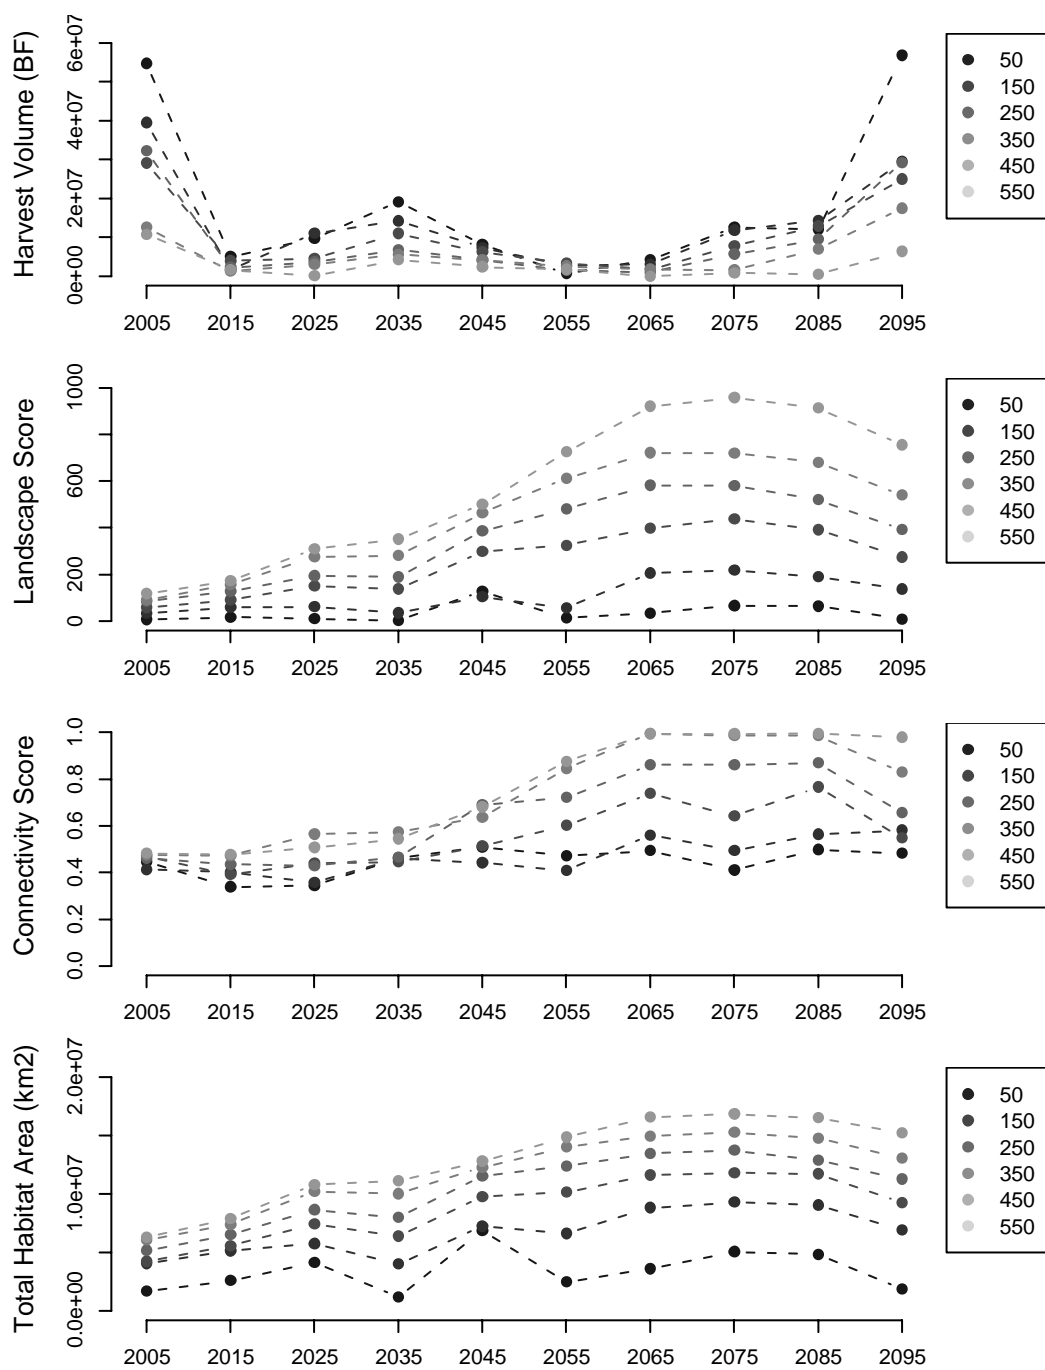 Harvest Volume (BF)
6e+07
4e+07
2e+07
0e+00
2005 2015 2025 2035 2045 2055 2065 2075 2085 2095
50
150
250
350
450
550
Landscape Score
1000
600
200
0
2005 2015 2025 2035 2045 2055 2065 2075 2085 2095
50
150
250
350
450
550
Connectivity Score
1.0
0.8
0.6
0.4
0.2
0.0
2005 2015 2025 2035 2045 2055 2065 2075 2085 2095
50
150
250
350
450
550
Total Habitat Area (km2)
2.0e+07
1.0e+07
0.0e+00
2005 2015 2025 2035 2045 2055 2065 2075 2085 2095
50
150
250
350
450
550